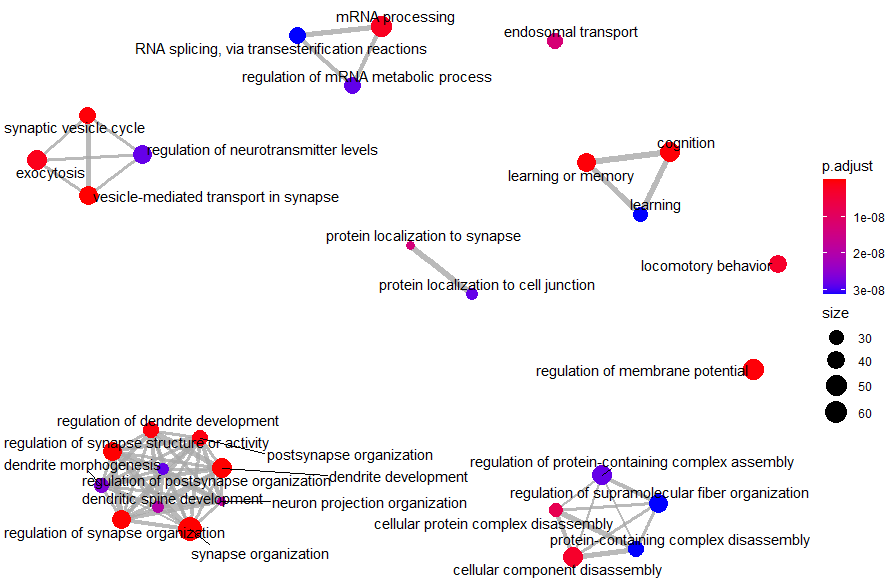 mRNA processing
endosomal transport
RNA splicing, via transesterification reactions
regulation of mRNA metabolic process
synaptic vesicle cycle
regulation of neurotransmitter levels
exocytosis
vesicle-mediated transport in synapse
cognition
learning or memory
learning
protein localization to synapse
protein localization to cell junction
locomotory behavior
regulation of membrane potential
p.adjust
1e-08
2e-08
3e-08
size
30
40
50
60
regulation of dendrite development
regulation of synapse structure or activity
postsynapse organization
dendrite morphogenesis
regulation of postsynapse organization
dendrite development
dendritic spine development
neuron projection organization
regulation of synapse organization
synapse organization
regulation of protein-containing complex assembly
regulation of supramolecular fiber organization
cellular protein complex disassembly
protein-containing complex disassembly
cellular component disassembly